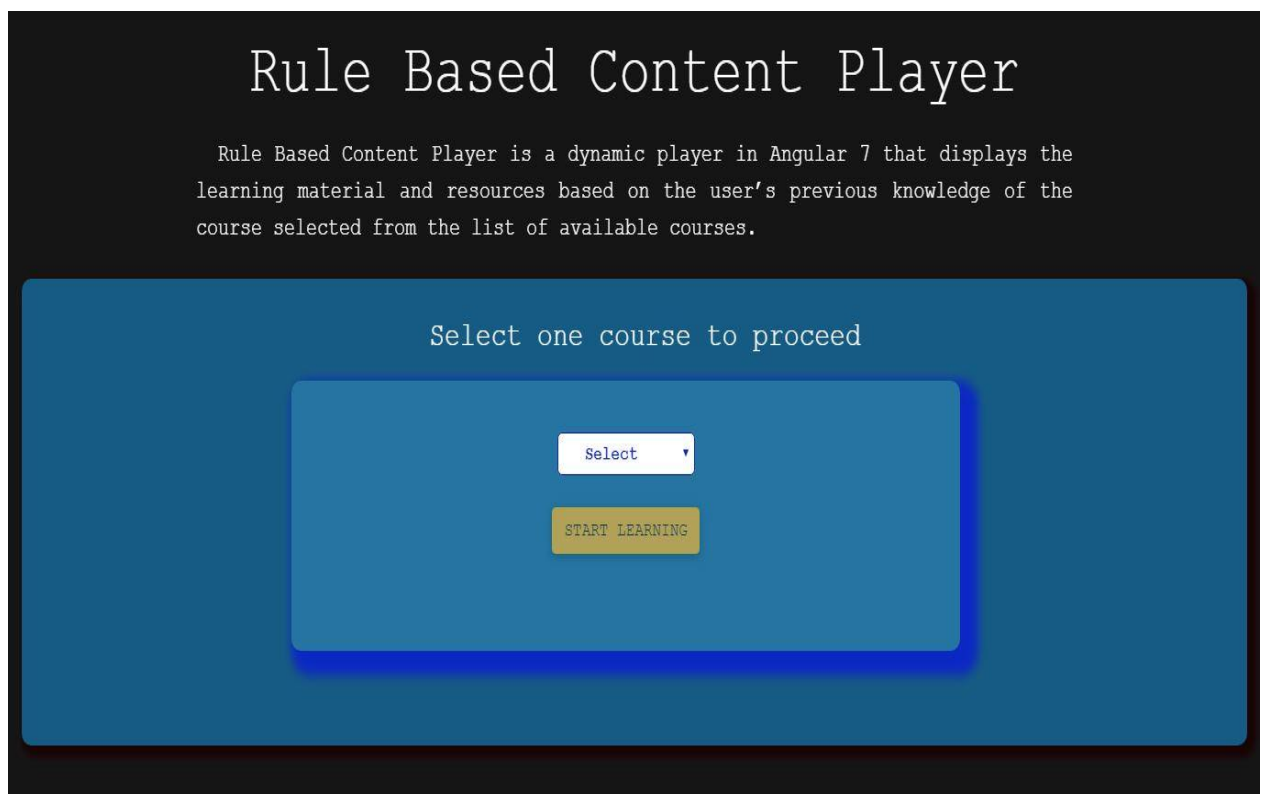 Rule Based Content Player
Rule Based Content Player is a dynamic player in Angular 7 that displays the
learning material and resources based on the user's previous knowledge of the
course selected from the list of available courses.
Select one course to proceed
Select
START LEARNING